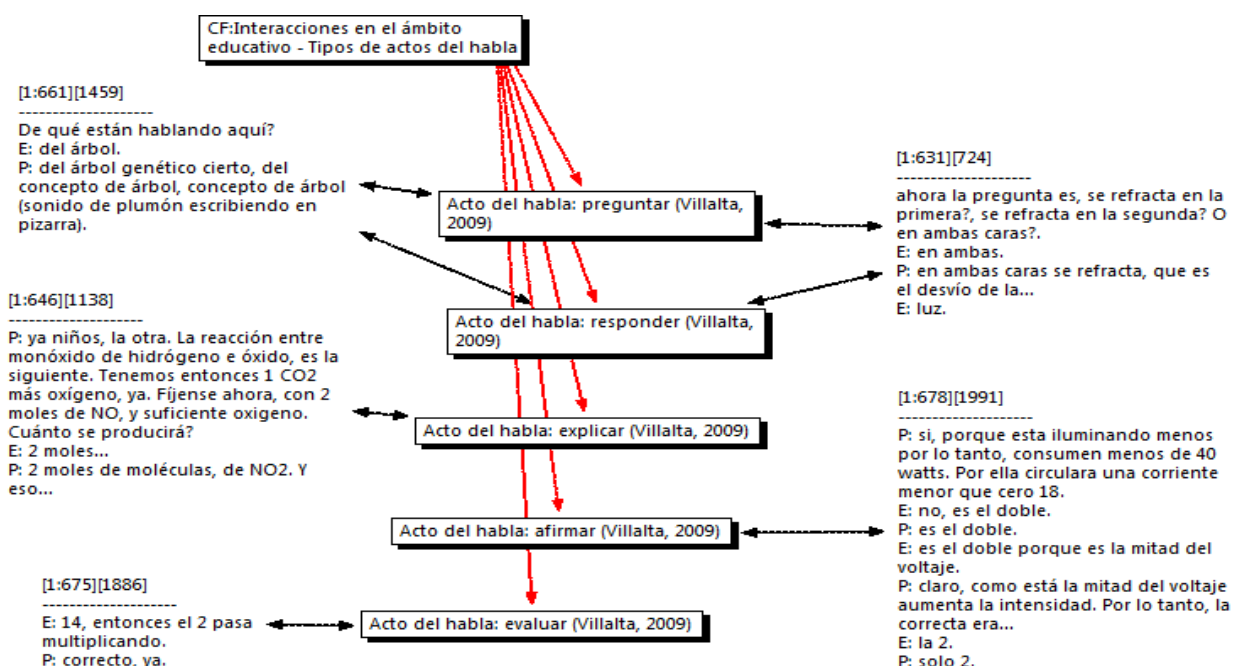 CF:Interacciones en el ámbito
educativo - Tipos de actos del habla
[1:661][1459]
--------------------
De qué están hablando aquí?
E: del árbol.
P: del árbol genético cierto, del
concepto de árbol, concepto de árbol
(sonido de plumón escribiendo en
pizarra).
[1:631][724]
--------------------
ahora la pregunta es, se refracta en la
primera?, se refracta en la segunda? O
en ambas caras?.
E: en ambas.
P: en ambas caras se refracta, que es
el desvío de la...
E: luz.
Acto del habla: preguntar (Villalta,
2009)
Acto del habla: responder (Villalta,
2009)
[1:646][1138]
--------------------
P: ya niños, la otra. La reacción entre
monóxido de hidrógeno e óxido, es la
siguiente. Tenemos entonces 1 CO2
más oxígeno, ya. Fíjense ahora, con 2
moles de NO, y suficiente oxigeno.
Cuánto se producirá?
E: 2 moles...
P: 2 moles de moléculas, de NO2. Y
eso...
Acto del habla: explicar (Villalta, 2009)
[1:678][1991]
--------------------
P: si, porque esta iluminando menos
por lo tanto, consumen menos de 40
watts. Por ella circulara una corriente
menor que cero 18.
E: no, es el doble.
P: es el doble.
E: es el doble porque es la mitad del
voltaje.
P: claro, como está la mitad del voltaje
aumenta la intensidad. Por lo tanto, la
correcta era...
E: la 2.
P: solo 2.
Acto del habla: afirmar (Villalta, 2009)
[1:675][1886]
--------------------
E: 14, entonces el 2 pasa
multiplicando.
P: correcto, ya.
Acto del habla: evaluar (Villalta, 2009)